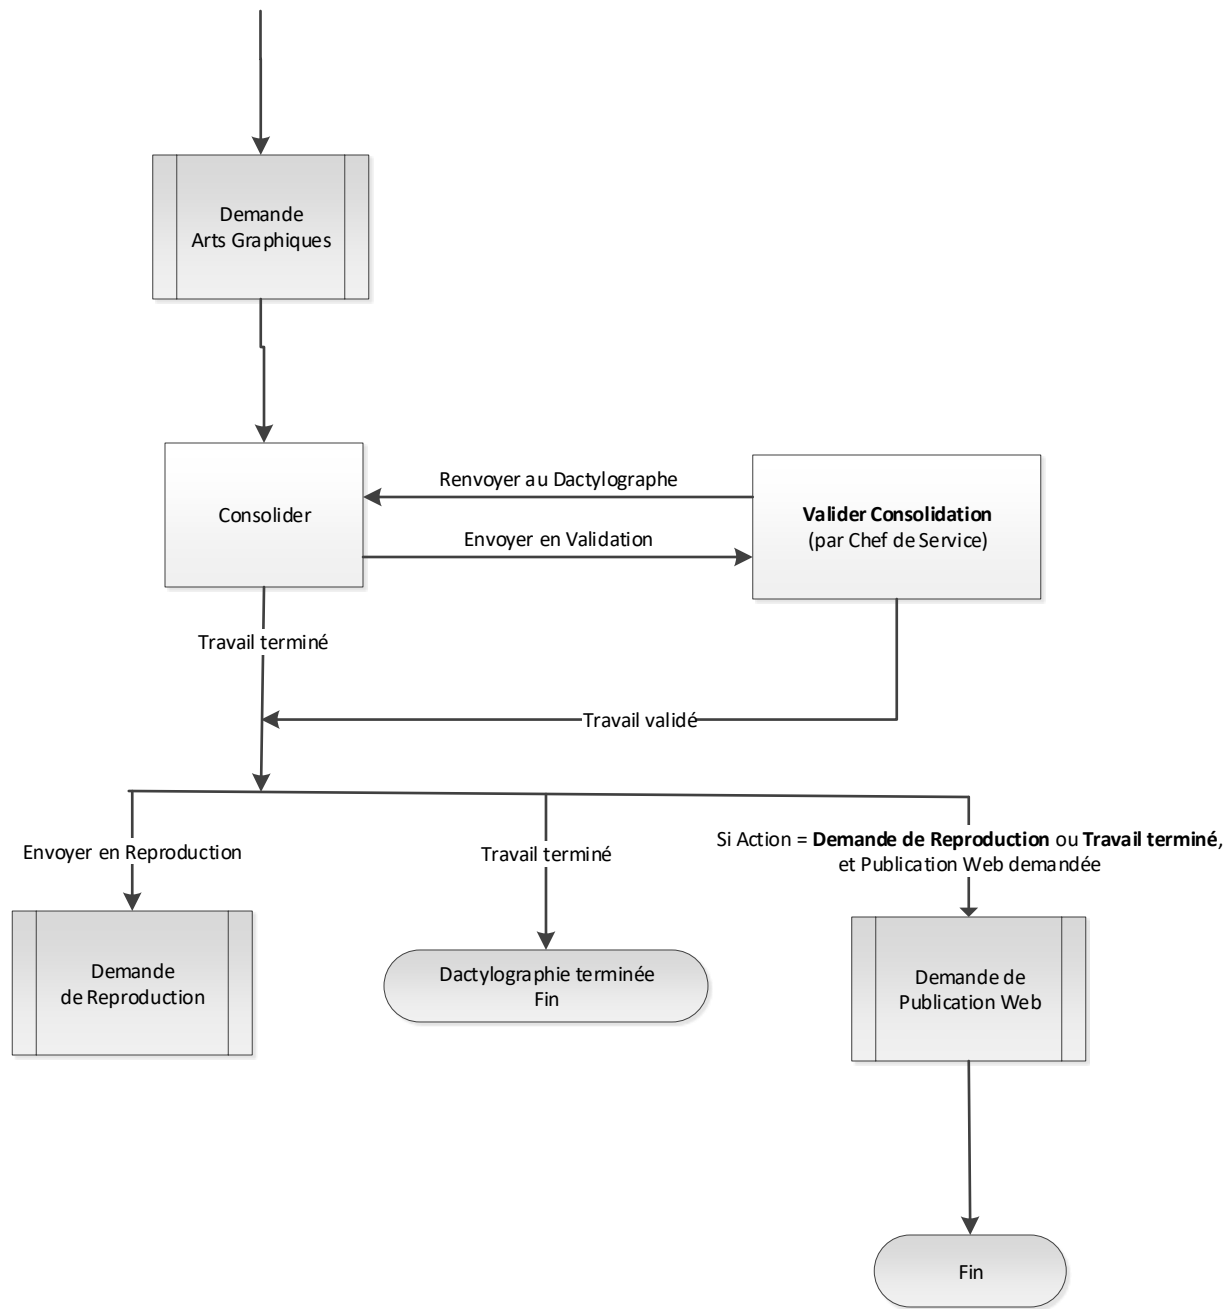 Demande
Arts Graphiques
Renvoyer au Dactylographe
Consolider
Valider Consolidation
(par Chef de Service)
Envoyer en Validation
Travail terminé
Travail validé
Envoyer en Reproduction
Travail terminé
Si Action = Demande de Reproduction ou Travail terminé,
et Publication Web demandée
Demande
de Reproduction
Dactylographie terminée
Fin
Demande de
Publication Web
Fin